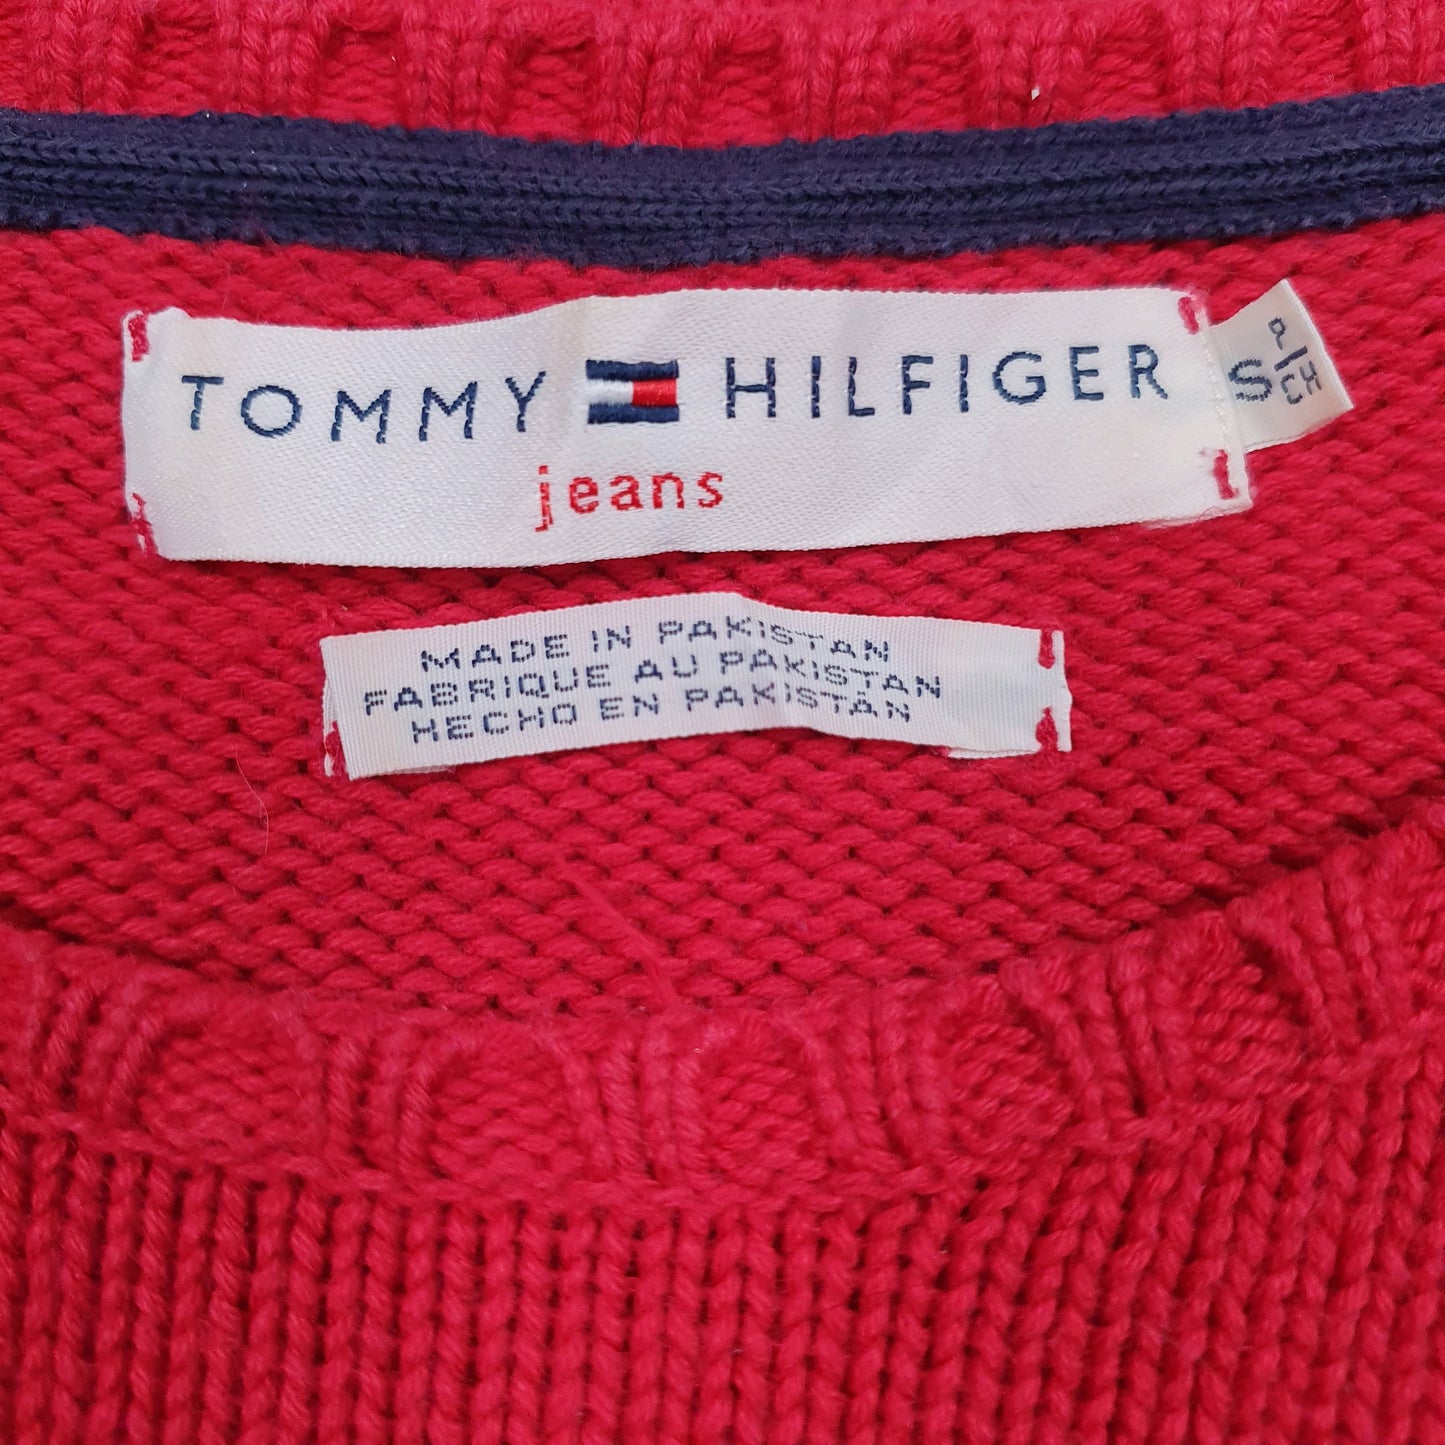 TOMMY HILFIGER
jeans
S P/CH
MADE IN PAKISTAN
FABRIQUE AU PAKISTAN
HECHO EN PAKISTÁN